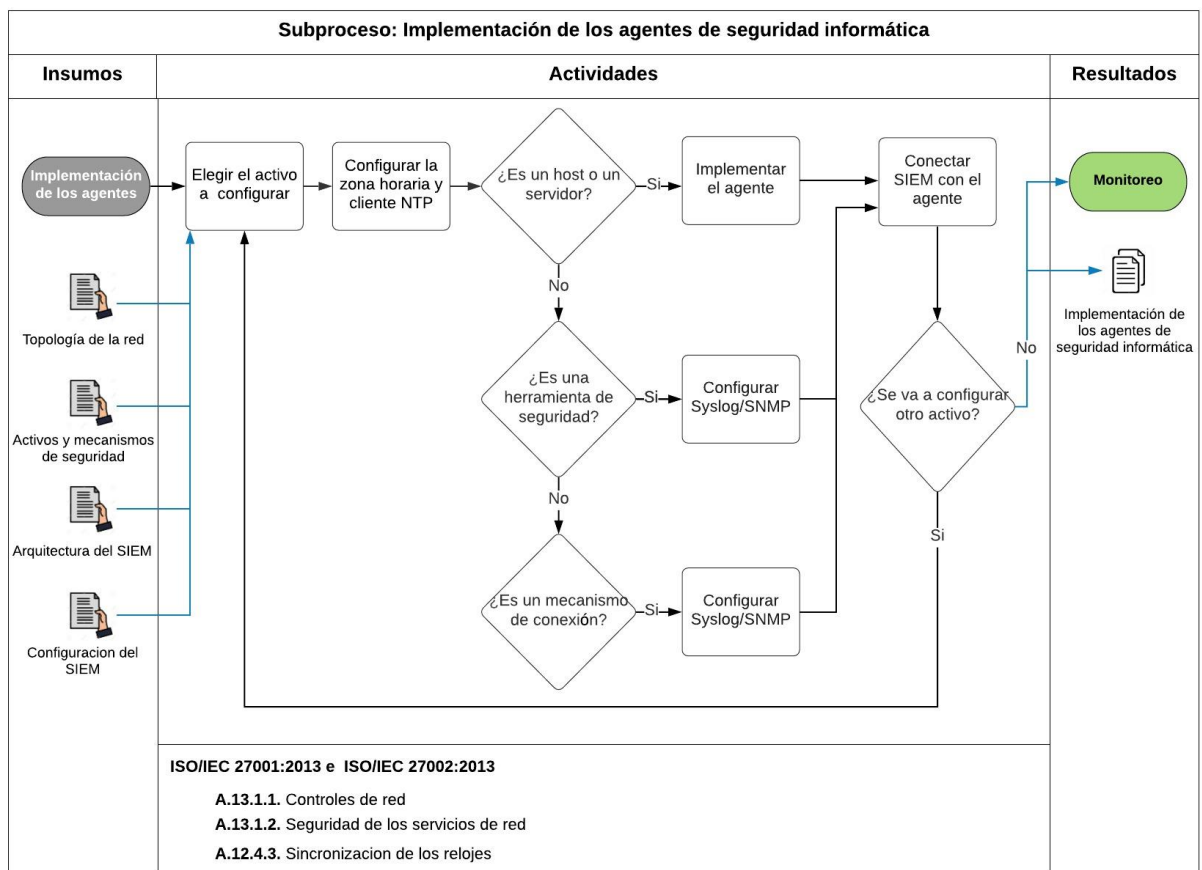 Subproceso: Implementación de los agentes de seguridad informática
Insumos
Actividades
Resultados
Implementación
de los agentes
Elegir el activo
a configurar
Configurar la
zona horaria y
cliente NTP
¿Es un host o un
servidor?
Si
Implementar
el agente
Conectar
SIEM con el
agente
Monitoreo
No
Topología de la red
Implementación de
los agentes de
seguridad informática
¿Es una
herramienta de
seguridad?
Si
Configurar
Syslog/SNMP
¿Se va a configurar
otro activo?
No
Activos y mecanismos
de seguridad
No
Si
Arquitectura del SIEM
¿Es un mecanismo
de conexión?
Si
Configurar
Syslog/SNMP
Configuracion del
SIEM
ISO/IEC 27001:2013 e ISO/IEC 27002:2013
A.13.1.1. Controles de red
A.13.1.2. Seguridad de los servicios de red
A.12.4.3. Sincronizacion de los relojes